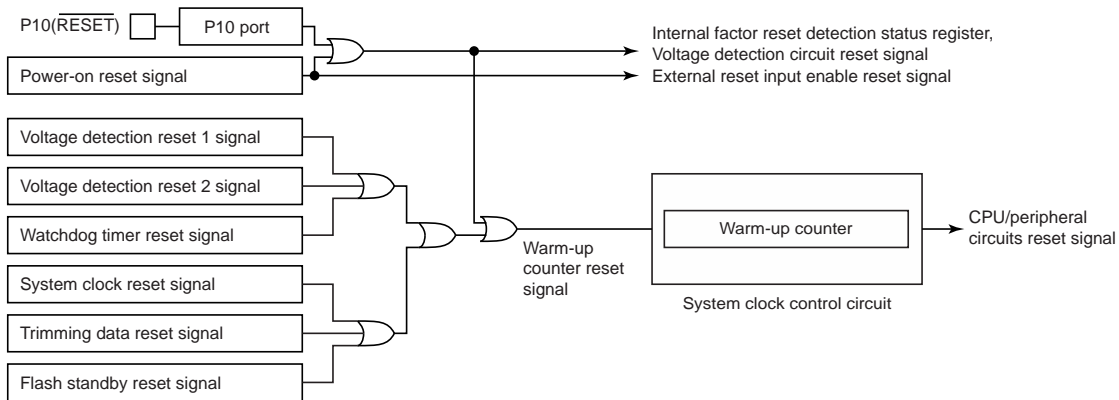 P10(RESET)
P10 port
Internal factor reset detection status register,
Voltage detection circuit reset signal
Power-on reset signal
External reset input enable reset signal
Voltage detection reset 1 signal
Voltage detection reset 2 signal
Watchdog timer reset signal
System clock reset signal
Trimming data reset signal
Flash standby reset signal
Warm-up
counter reset
signal
Warm-up counter
System clock control circuit
CPU/peripheral
circuits reset signal